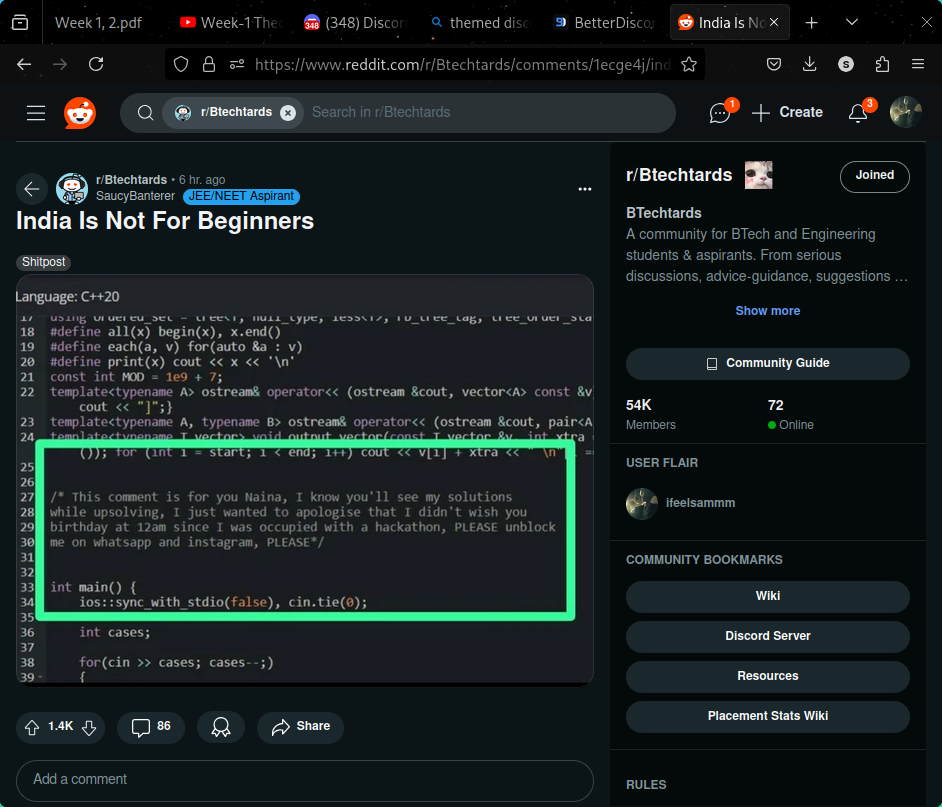 Week 1, 2.pdf
Week-1 The
348
(348) Discor
themed disc
BetterDisco
India Is No
https://www.reddit.com/r/Btechtards/comments/1ecge4j/ind
S
r/Btechtards
Search in r/Btechtards
1
Create
3
r/Btechtards • 6 hr. ago
SaucyBanterer JEE/NEET Aspirant
India Is Not For Beginners
Shitpost
Language: C++20
17 using ordered_set = tree<T, null_type, less<T>, rb_tree_tag, tree_order_sta
18 #define all(x) begin(x), x.end()
19 #define each(a, v) for(auto &a : v)
20 #define print(x) cout << x << '\n'
21 const int MOD = 1e9 + 7;
22 template<typename A> ostream& operator<< (ostream &cout, vector<A> const &v
cout << "]";}
23 template<typename A, typename B> ostream& operator<< (ostream &cout, pair<A
24 template<typename T_vector> void output_vector(const T_vector &v, int xtra =
()); for (int i = start; i < end; i++) cout << v[i] + xtra << " \n"
25
26
27 /* This comment is for you Naina, I know you'll see my solutions
28 while upsolving, I just wanted to apologise that I didn't wish you
29 birthday at 12am since I was occupied with a hackathon, PLEASE unblock
30 me on whatsapp and instagram, PLEASE*/
31
32
33 int main() {
34 ios::sync_with_stdio(false), cin.tie(0);
35
36 int cases;
37
38 for(cin >> cases; cases--;)
39 {
1.4K
86
Share
Add a comment
r/Btechtards
Joined
BTechtards
A community for BTech and Engineering
students & aspirants. From serious
discussions, advice-guidance, suggestions …
Show more
Community Guide
54K
72
Members
Online
USER FLAIR
ifeelsammm
COMMUNITY BOOKMARKS
Wiki
Discord Server
Resources
Placement Stats Wiki
RULES